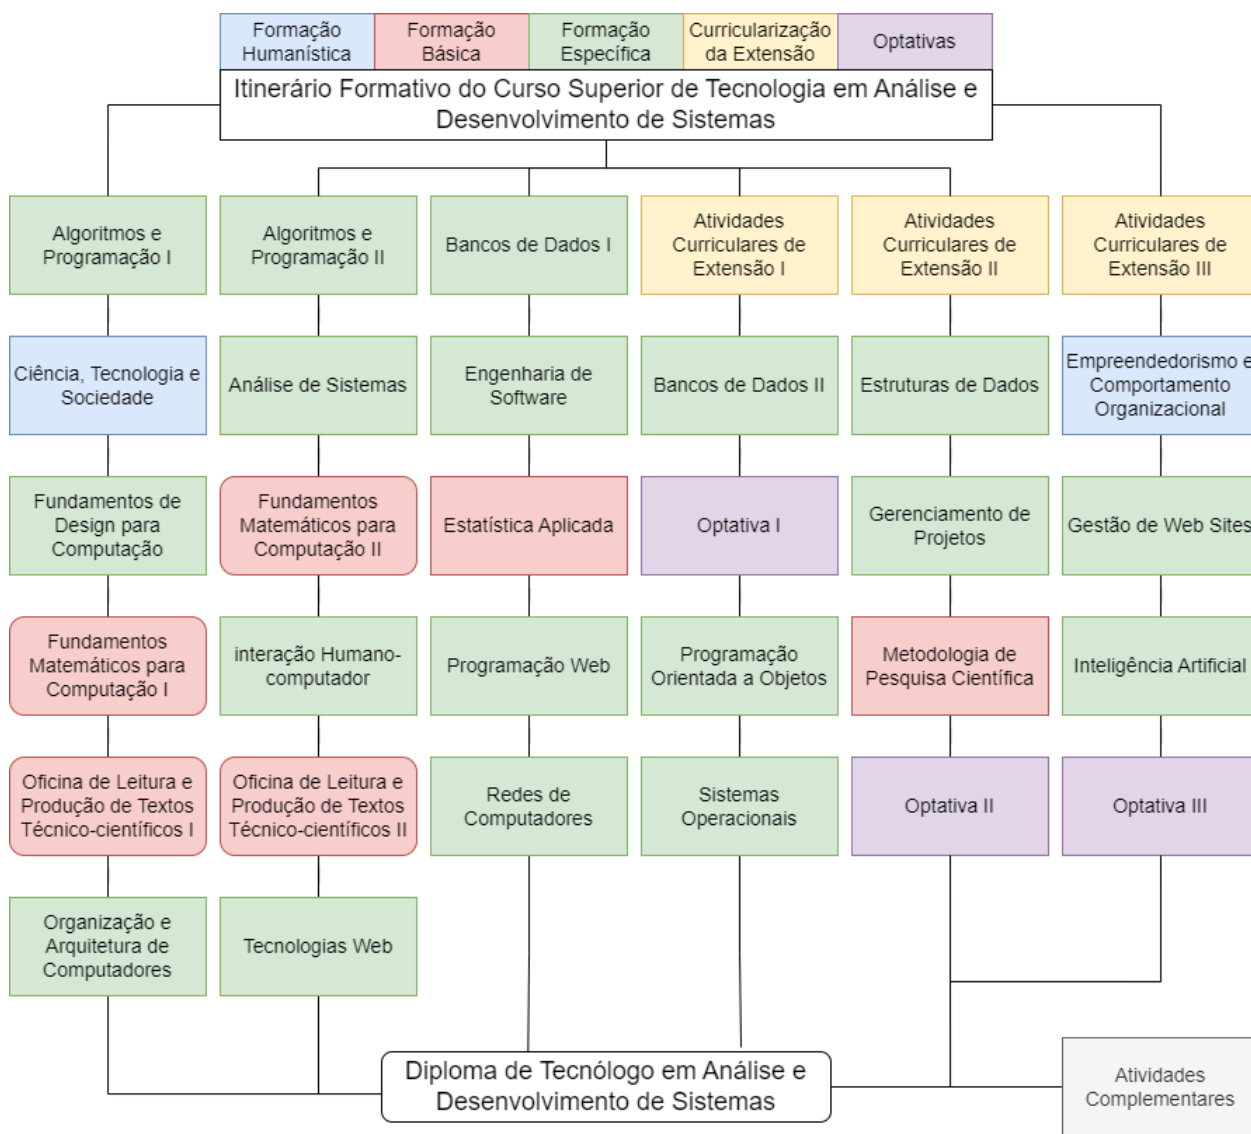 Formação
Humanística
Formação
Básica
Formação
Específica
Curricularização
da Extensão
Optativas
Itinerário Formativo do Curso Superior de Tecnologia em Análise e
Desenvolvimento de Sistemas
Algoritmos e
Programação I
Algoritmos e
Programação II
Bancos de Dados I
Atividades
Curriculares de
Extensão I
Atividades
Curriculares de
Extensão II
Atividades
Curriculares de
Extensão III
Ciência, Tecnologia e
Sociedade
Análise de Sistemas
Engenharia de
Software
Bancos de Dados II
Estruturas de Dados
Empreendedorismo e
Comportamento
Organizacional
Fundamentos de
Design para
Computação
Fundamentos
Matemáticos para
Computação II
Estatística Aplicada
Optativa I
Gerenciamento de
Projetos
Gestão de Web Sites
Fundamentos
Matemáticos para
Computação I
interação Humano-
computador
Programação Web
Programação
Orientada a Objetos
Metodologia de
Pesquisa Científica
Inteligência Artificial
Oficina de Leitura e
Produção de Textos
Técnico-científicos I
Oficina de Leitura e
Produção de Textos
Técnico-científicos II
Redes de
Computadores
Sistemas
Operacionais
Optativa II
Optativa III
Organização e
Arquitetura de
Computadores
Tecnologias Web
Diploma de Tecnólogo em Análise e
Desenvolvimento de Sistemas
Atividades
Complementares